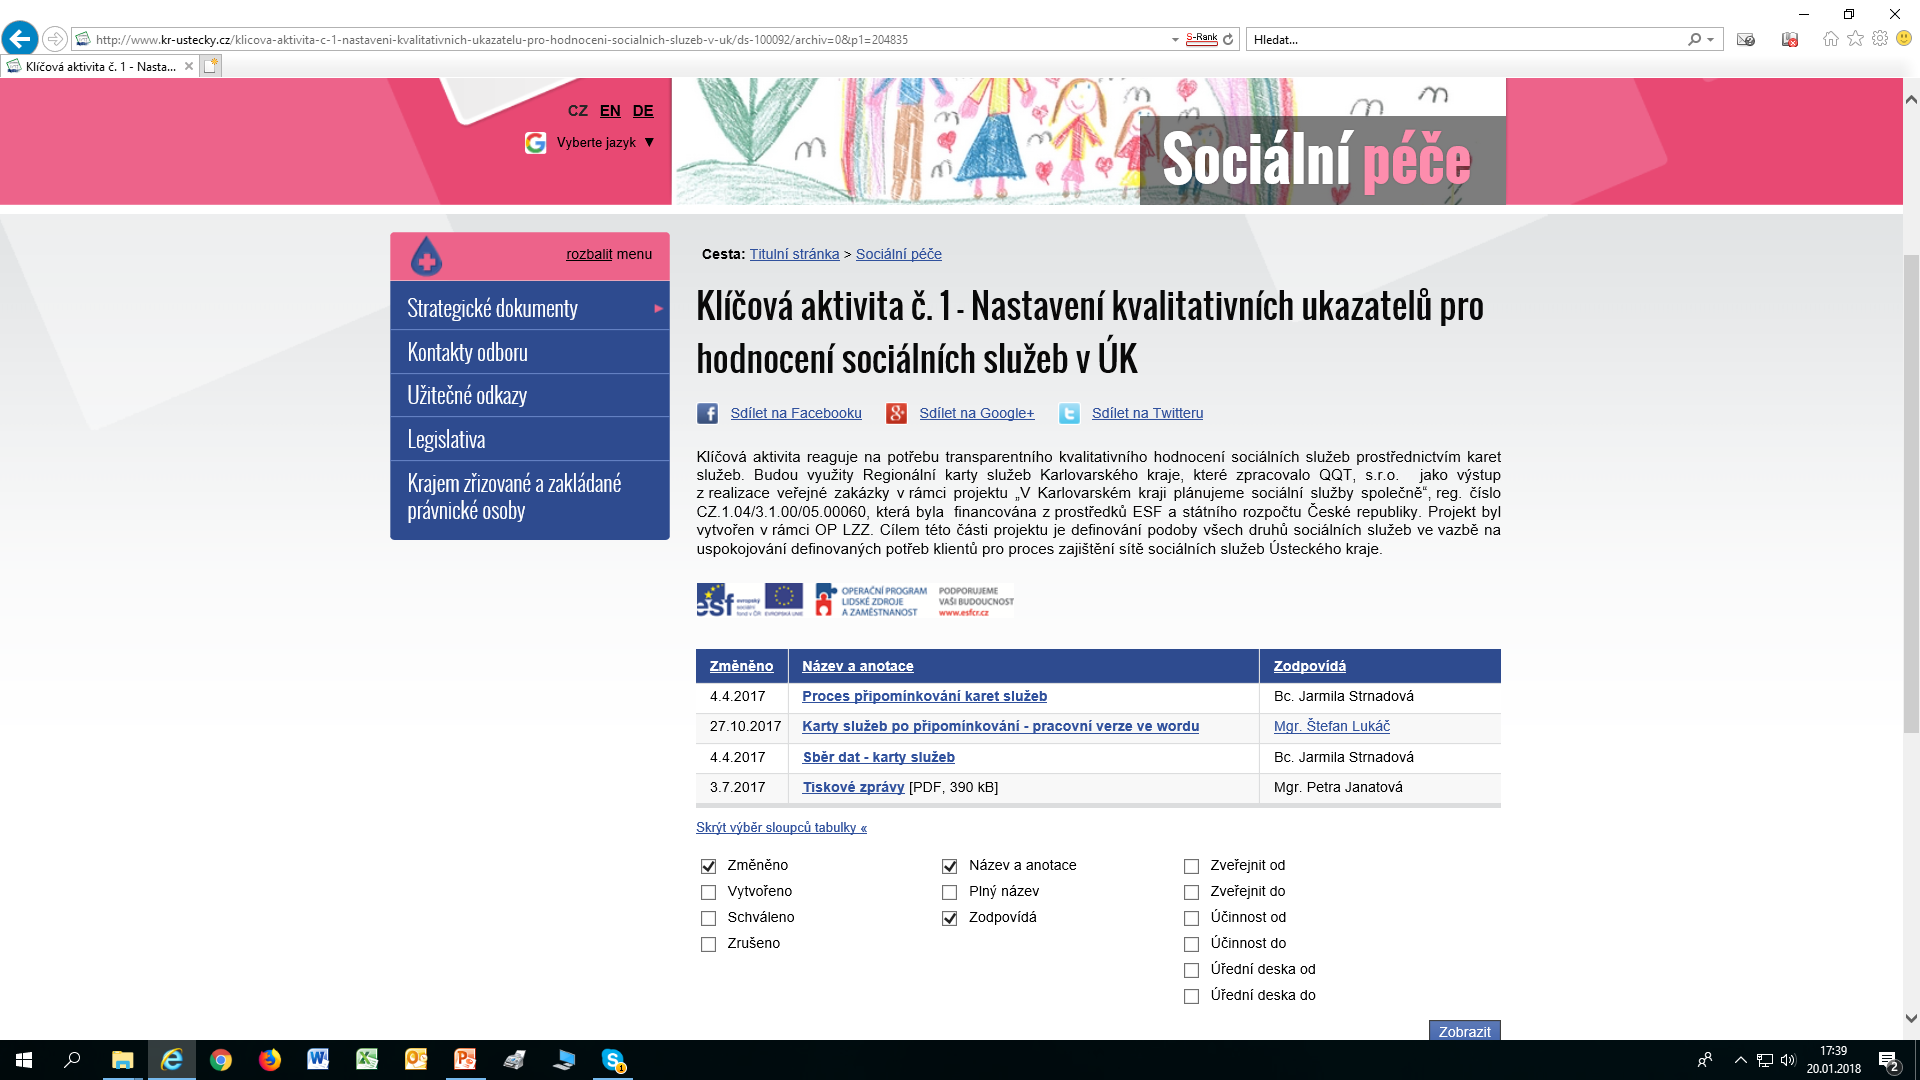 http://www.kr-ustecky.cz/klicova-aktivita-c-1-nastaveni-kvalitativnich-ukazatelu-pro-hodnoceni-socialnich-sluzeb-v-uk/ds-100092/archiv=0&p1=204835
S-Rank
Hledat...
Klíčová aktivita č. 1 - Nasta...
CZ EN DE
Vyberte jazyk ▼
Sociální péče
rozbalit menu
Strategické dokumenty
Kontakty odboru
Užitečné odkazy
Legislativa
Krajem zřizované a zakládané
právnické osoby
Cesta: Titulní stránka > Sociální péče
Klíčová aktivita č. 1 - Nastavení kvalitativních ukazatelů pro
hodnocení sociálních služeb v ÚK
Sdílet na Facebooku Sdílet na Google+ Sdílet na Twitteru
Klíčová aktivita reaguje na potřebu transparentního kvalitativního hodnocení sociálních služeb prostřednictvím karet
služeb. Budou využity Regionální karty služeb Karlovarského kraje, které zpracovalo QQT, s.r.o. jako výstup
z realizace veřejné zakázky v rámci projektu „V Karlovarském kraji plánujeme sociální služby společně“, reg. číslo
CZ.1.04/3.1.00/05.00060, která byla financována z prostředků ESF a státního rozpočtu České republiky. Projekt byl
vytvořen v rámci OP LZZ. Cílem této části projektu je definování podoby všech druhů sociálních služeb ve vazbě na
uspokojování definovaných potřeb klientů pro proces zajištění sítě sociálních služeb Ústeckého kraje.
esf evropský sociální fond v ČR EVROPSKÁ UNIE
OPERAČNÍ PROGRAM
LIDSKÉ ZDROJE
A ZAMĚSTNANOST
PODPORUJEME
VAŠI BUDOUCNOST
www.esfcr.cz
Změněno Název a anotace Zodpovídá
4.4.2017 Proces připomínkování karet služeb Bc. Jarmila Strnadová
27.10.2017 Karty služeb po připomínkování - pracovní verze ve wordu Mgr. Štefan Lukáč
4.4.2017 Sběr dat - karty služeb Bc. Jarmila Strnadová
3.7.2017 Tiskové zprávy [PDF, 390 kB] Mgr. Petra Janatová
Skrýt výběr sloupců tabulky «
Změněno Název a anotace Zveřejnit od
Vytvořeno Plný název Zveřejnit do
Schváleno Zodpovídá Účinnost od
Zrušeno Účinnost do
Úřední deska od
Úřední deska do
Zobrazit
17:39
20.01.2018
2
1